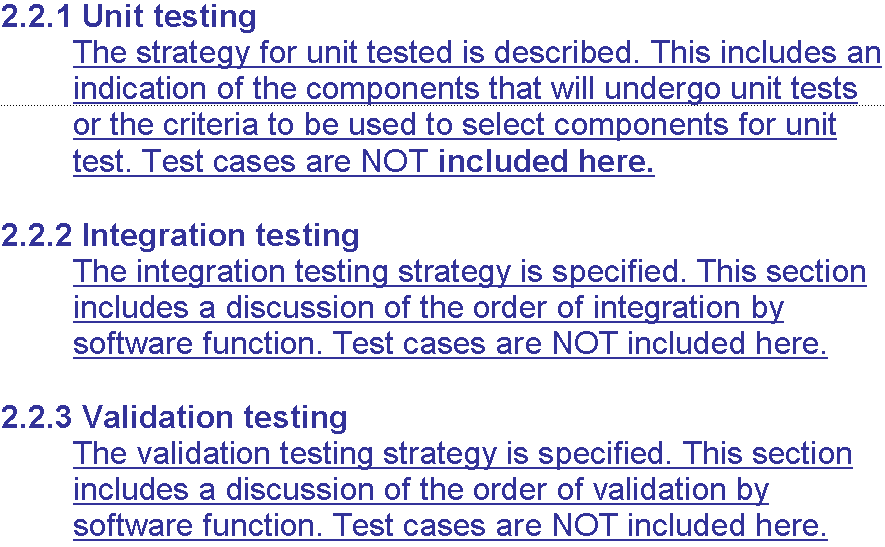 2.2.1 Unit testing
The strategy for unit tested is described. This includes an
indication of the components that will undergo unit tests
or the criteria to be used to select components for unit
test. Test cases are NOT included here.
2.2.2 Integration testing
The integration testing strategy is specified. This section
includes a discussion of the order of integration by
software function. Test cases are NOT included here.
2.2.3 Validation testing
The validation testing strategy is specified. This section
includes a discussion of the order of validation by
software function. Test cases are NOT included here.